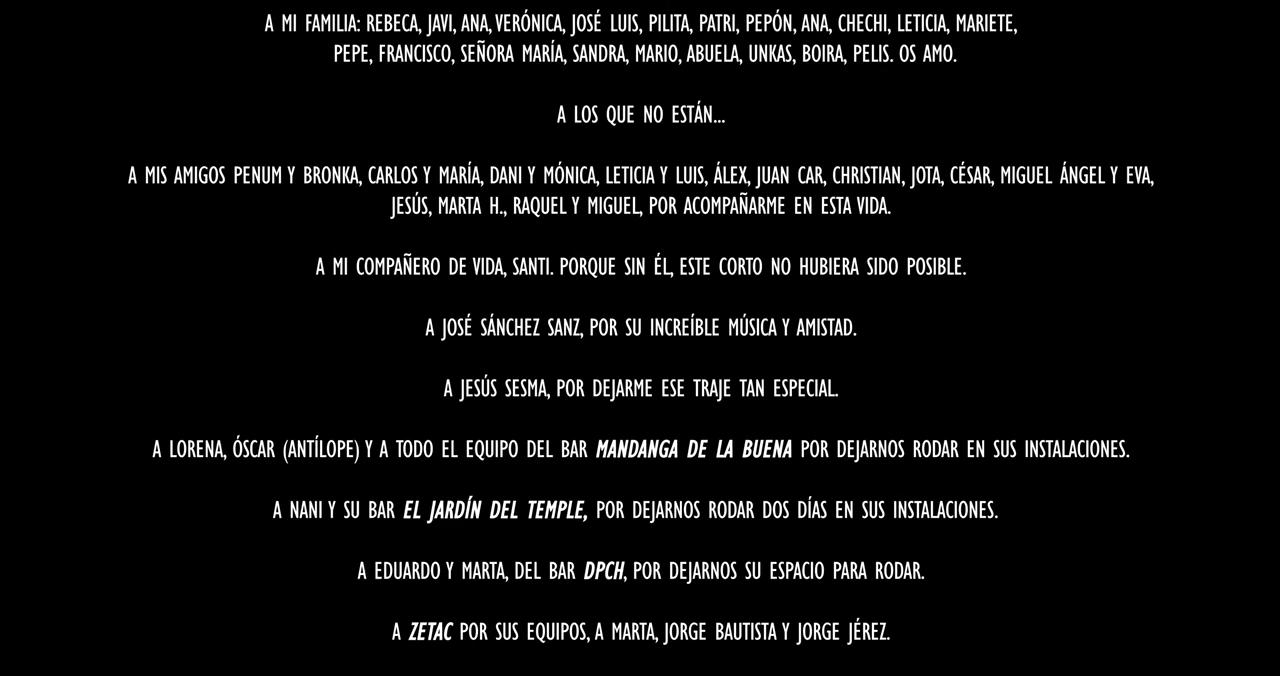 A MI FAMILIA: REBECA, JAVI, ANA, VERÓNICA, JOSÉ LUIS, PILITA, PATRI, PEPÓN, ANA, CHECHI, LETICIA, MARIETE,
PEPE, FRANCISCO, SEÑORA MARÍA, SANDRA, MARIO, ABUELA, UNKAS, BOIRA, PELIS. OS AMO.
A LOS QUE NO ESTÁN...
A MIS AMIGOS PENUM Y BRONKA, CARLOS Y MARÍA, DANI Y MÓNICA, LETICIA Y LUIS, ÁLEX, JUAN CAR, CHRISTIAN, JOTA, CÉSAR, MIGUEL ÁNGEL Y EVA,
JESÚS, MARTA H., RAQUEL Y MIGUEL, POR ACOMPAÑARME EN ESTA VIDA.
A MI COMPAÑERO DE VIDA, SANTI. PORQUE SIN ÉL, ESTE CORTO NO HUBIERA SIDO POSIBLE.
A JOSÉ SÁNCHEZ SANZ, POR SU INCREÍBLE MÚSICA Y AMISTAD.
A JESÚS SESMA, POR DEJARME ESE TRAJE TAN ESPECIAL.
A LORENA, ÓSCAR (ANTÍLOPE) Y A TODO EL EQUIPO DEL BAR MANDANGA DE LA BUENA POR DEJARNOS RODAR EN SUS INSTALACIONES.
A NANI Y SU BAR EL JARDÍN DEL TEMPLE, POR DEJARNOS RODAR DOS DÍAS EN SUS INSTALACIONES.
A EDUARDO Y MARTA, DEL BAR DPCH, POR DEJARNOS SU ESPACIO PARA RODAR.
A ZETAC POR SUS EQUIPOS, A MARTA, JORGE BAUTISTA Y JORGE JÉREZ.